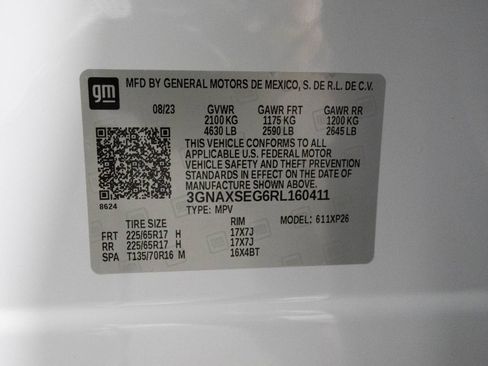 gm MFD BY GENERAL MOTORS DE MEXICO, S. DE R.L. DE C.V.
08/23 GVWR GAWR FRT GAWR RR
2100 KG 1175 KG 1200 KG
4630 LB 2590 LB 2645 LB
THIS VEHICLE CONFORMS TO ALL
APPLICABLE U.S. FEDERAL MOTOR
VEHICLE SAFETY AND THEFT PREVENTION
STANDARDS IN EFFECT ON THE DATE OF
MANUFACTURE SHOWN ABOVE.
8624 3GNAXSEG6RL160411
TYPE: MPV MODEL: 611XP26
TIRE SIZE RIM
FRT 225/65R17 H 17X7J
RR 225/65R17 H 17X7J
SPA T135/70R16 M 16X4BT